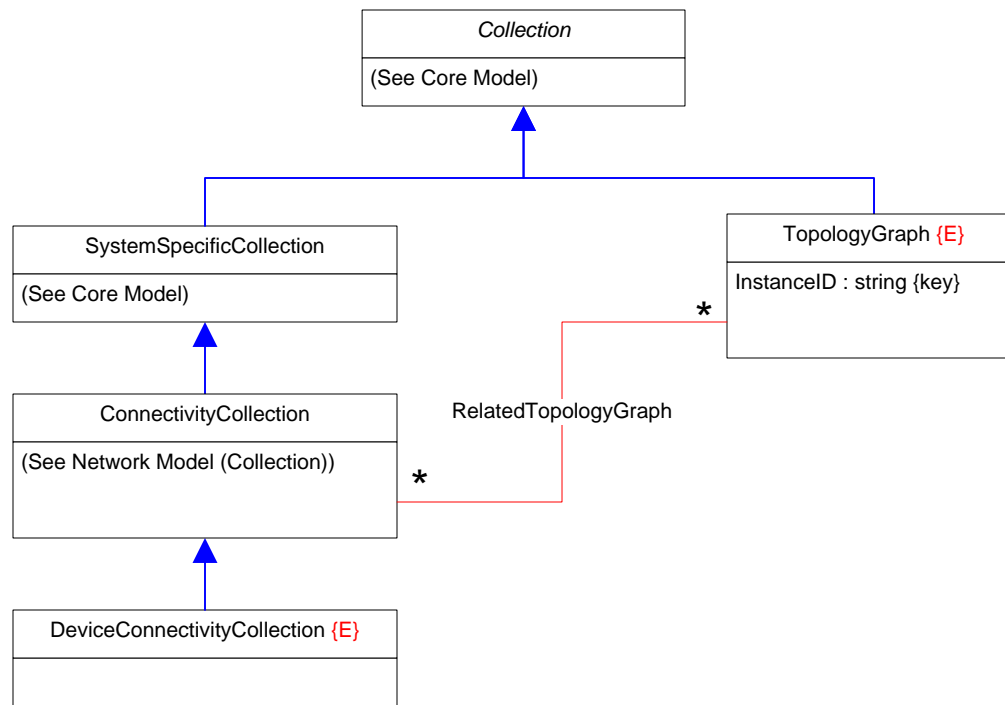 Collection
(See Core Model)
SystemSpecificCollection
(See Core Model)
TopologyGraph {E}
InstanceID : string {key}
*
RelatedTopologyGraph
ConnectivityCollection
(See Network Model (Collection))
*
DeviceConnectivityCollection {E}